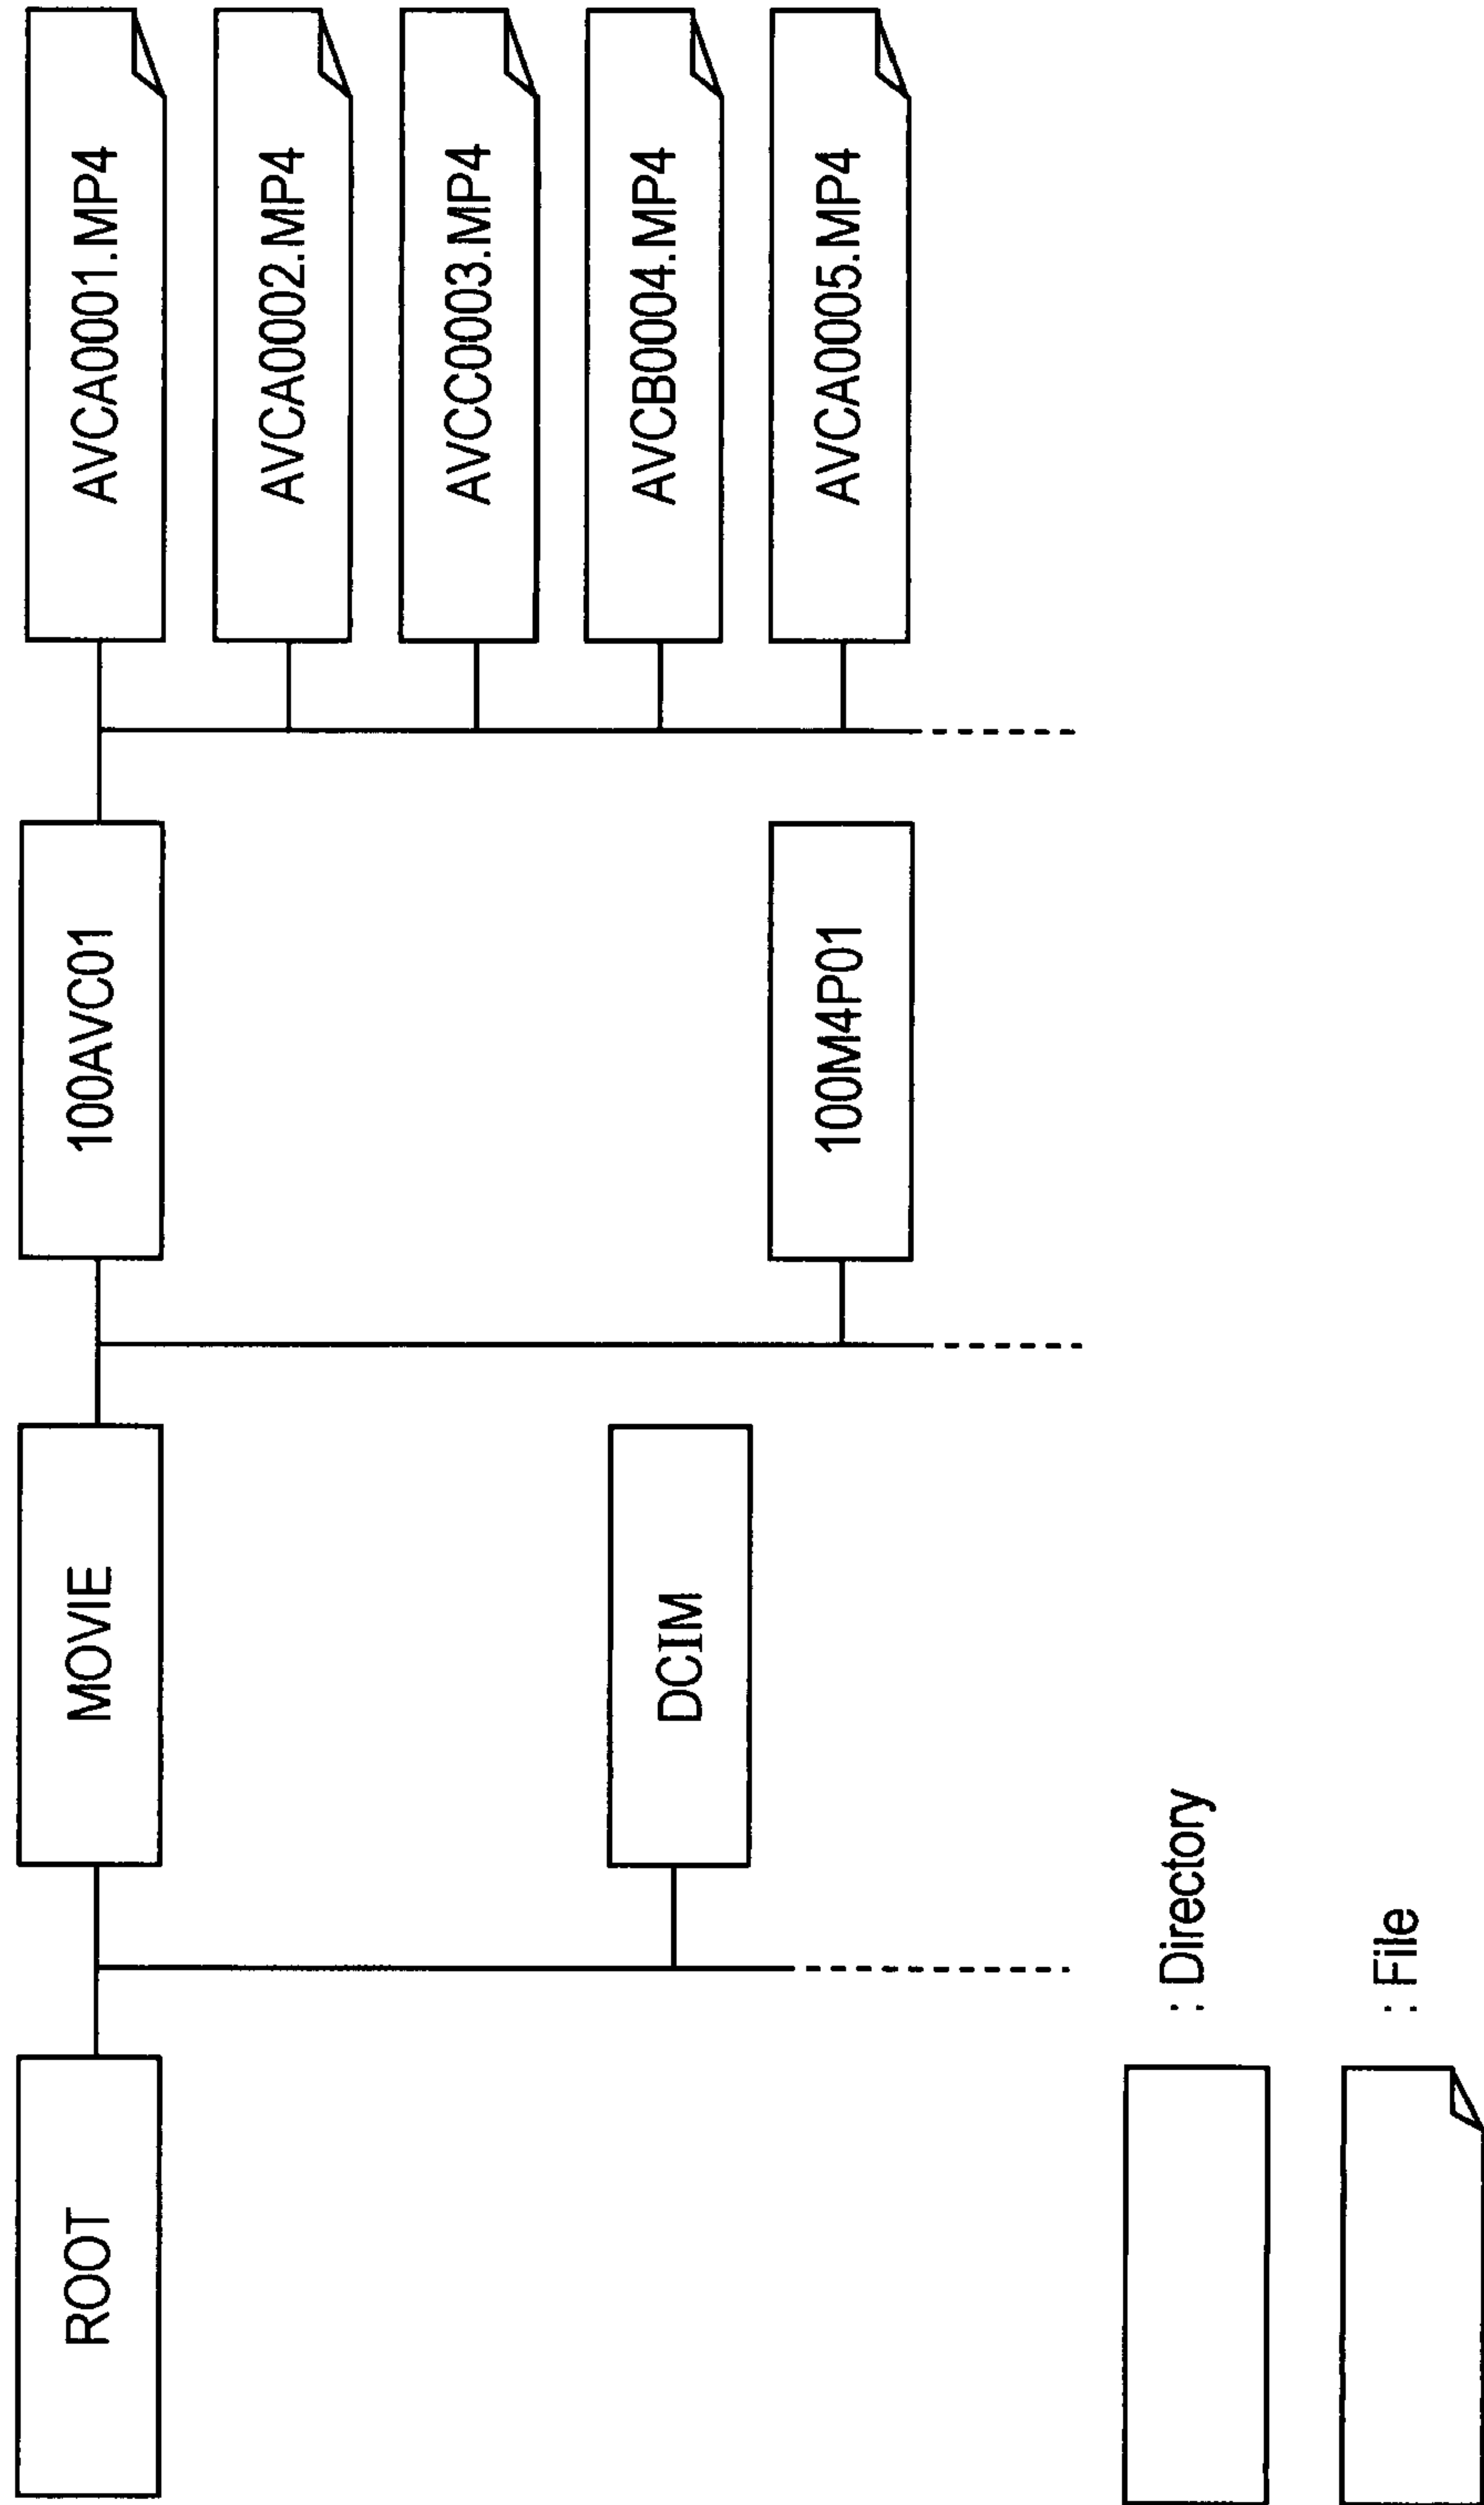 ROOT
MOVIE
100AVC01
AVCA0001.MP4
AVCA0002.MP4
AVCC0003.MP4
DCIM
AVCB0004.MP4
100M4P01
AVCA0005.MP4
: Directory
: File